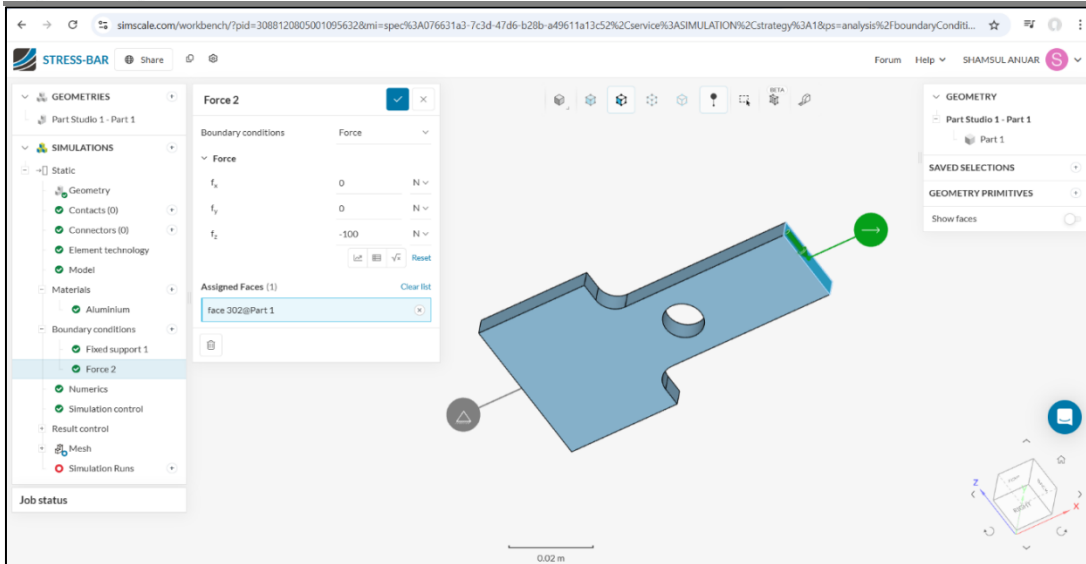 simscale.com/workbench/?pid=3088120805001095632&mi=spec%3A076631a3-7c3d-47d6-b28b-a49611a13c52%2Cservice%3ASIMULATION%2Cstrategy%3A1&ps=analysis%2FboundaryConditi...
STRESS-BAR Share Forum Help SHAMSUL ANUAR S
GEOMETRIES
Part Studio 1 - Part 1
SIMULATIONS
Static
Geometry
Contacts (0)
Connectors (0)
Element technology
Model
Materials
Aluminium
Boundary conditions
Fixed support 1
Force 2
Numerics
Simulation control
Result control
Mesh
Simulation Runs
Job status
Force 2
Boundary conditions Force
Force
fx 0 N
fy 0 N
fz -100 N
√x Reset
Assigned Faces (1) Clear list
face 302@Part 1
BETA
GEOMETRY
Part Studio 1 - Part 1
Part 1
SAVED SELECTIONS
GEOMETRY PRIMITIVES
Show faces
0.02 m
Z
X